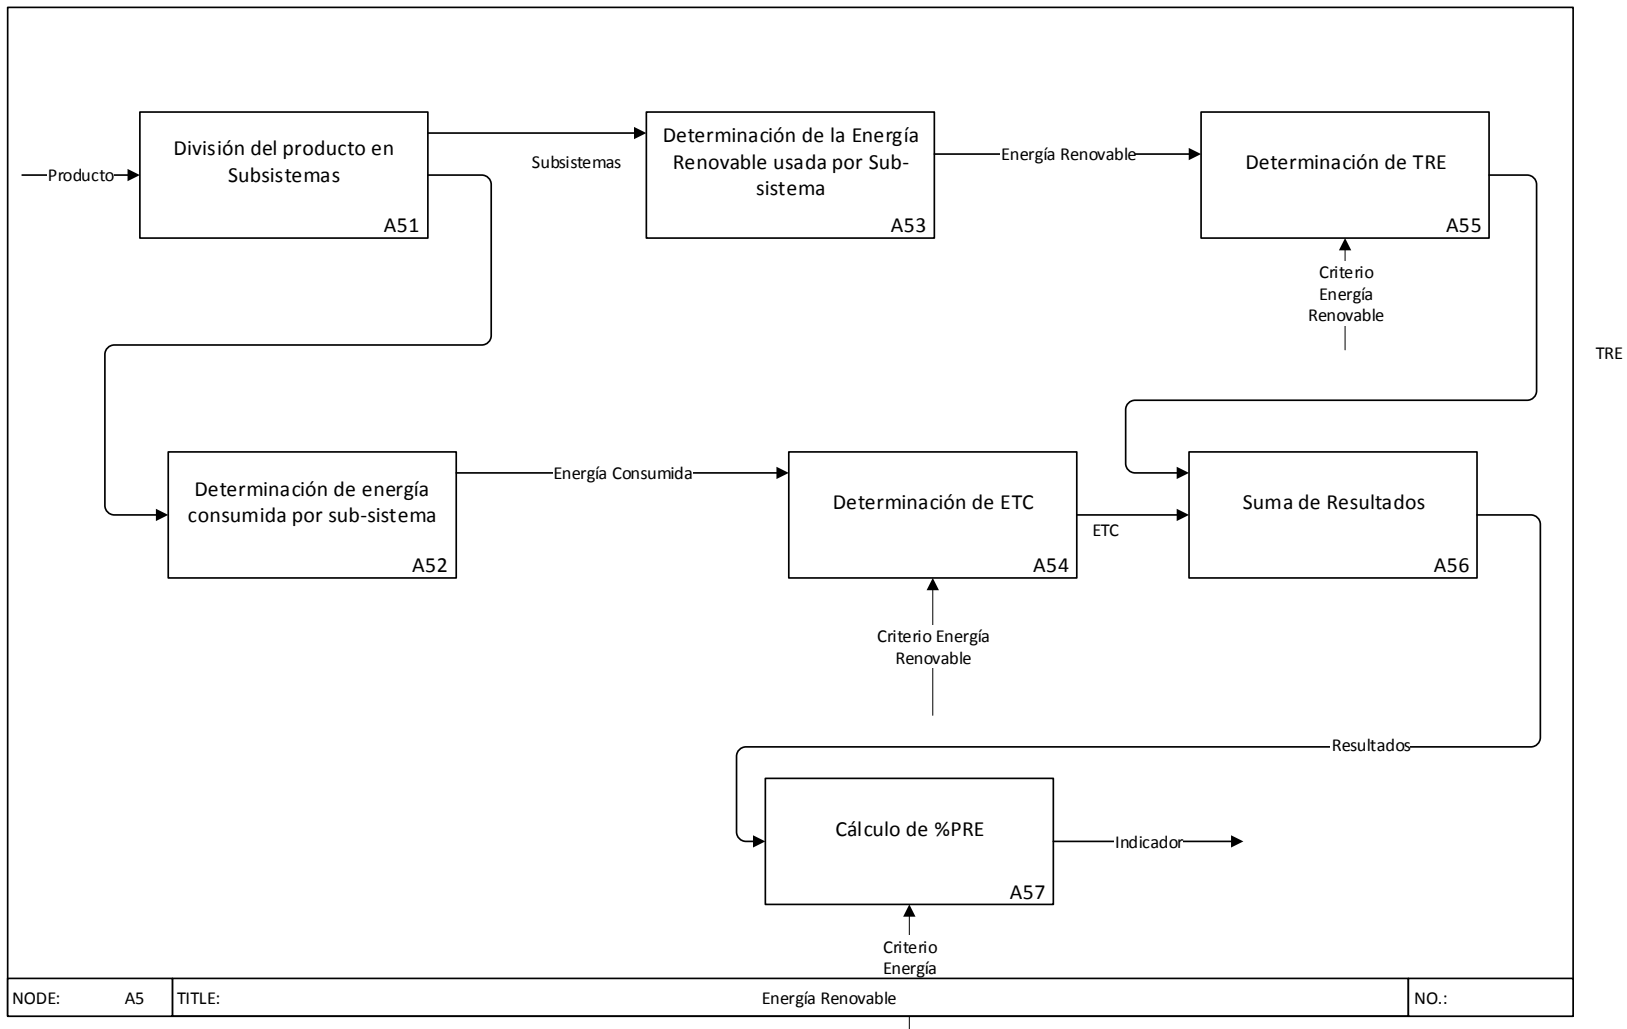 Producto
División del producto en
Subsistemas
A51
Subsistemas
Determinación de la Energía
Renovable usada por Sub-
sistema
A53
Energía Renovable
Determinación de TRE
A55
Criterio
Energía
Renovable
TRE
Determinación de energía
consumida por sub-sistema
A52
Energía Consumida
Determinación de ETC
A54
ETC
Suma de Resultados
A56
Criterio Energía
Renovable
Resultados
Cálculo de %PRE
A57
Indicador
Criterio
Energía
NODE:
A5
TITLE:
Energía Renovable
NO.: